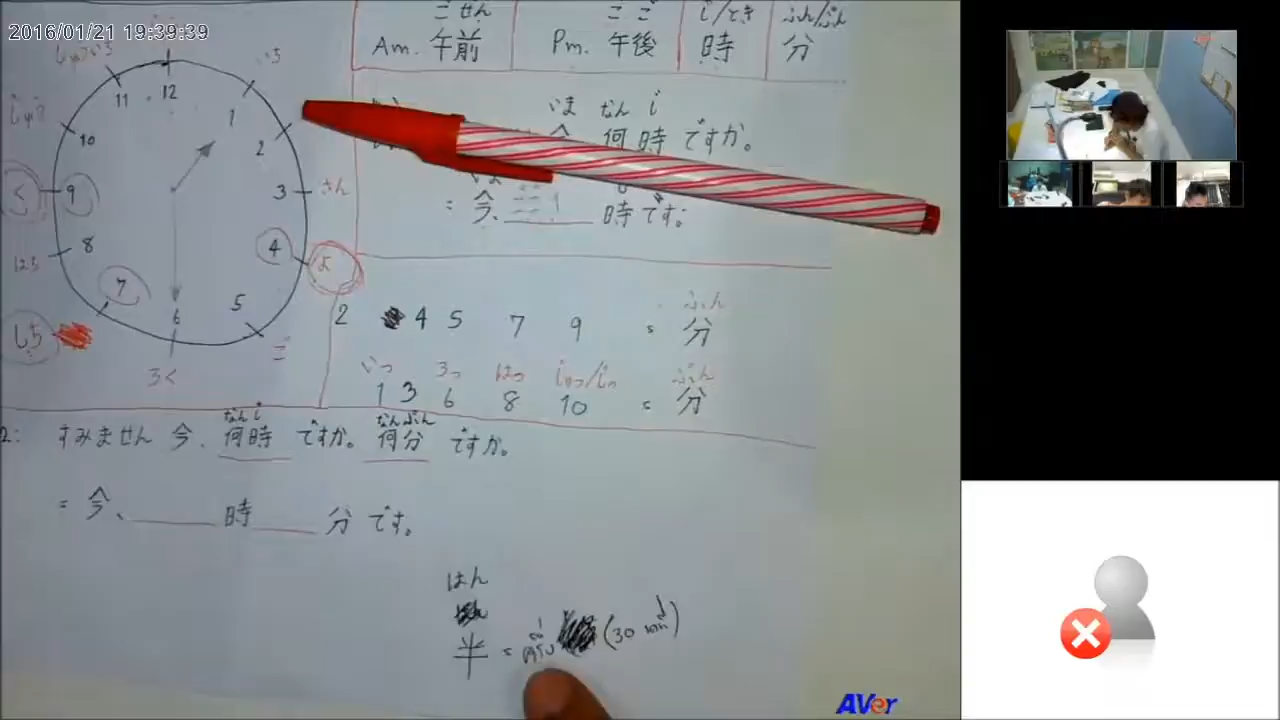 2016/01/21 19:39:39
ごぜん ごご じ/とき ふん/ぷん
Am. 午前 Pm. 午後 時 分
12
11
1
いち
10
2
く 9
3 さん
はち 8
4 よ
7
5
しち
6
ご
ろく
いま なんじ
今 何時 ですか。
= 今、 時です。
ふん
2 4 5 7 9 = 分
いっ ろっ はっ じゅっ/じっ ぷん
1 3 6 8 10 = 分
なんじ なんぷん
2: すみません 今、何時 ですか。何分 ですか。
= 今、 時 分 です。
はん
半 = (30
AVer